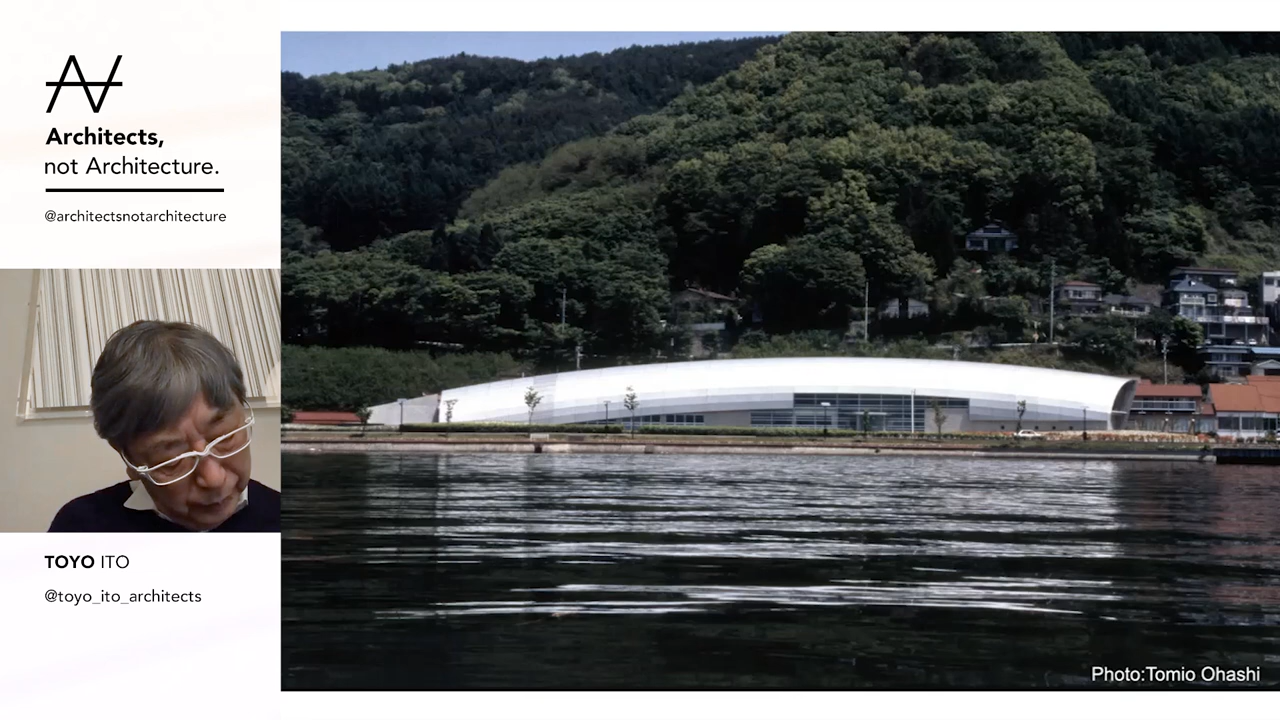 Architects,
not Architecture.
@architectsnotarchitecture
TOYO ITO
@toyo_ito_architects
Photo:Tomio Ohashi